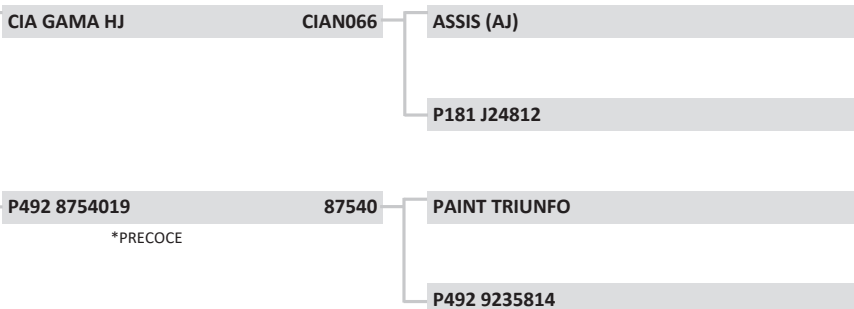 CIA GAMA HJ CIAN066 ASSIS (AJ)
P181 J24812
P492 8754019 87540 PAINT TRIUNFO
*PRECOCE
P492 9235814